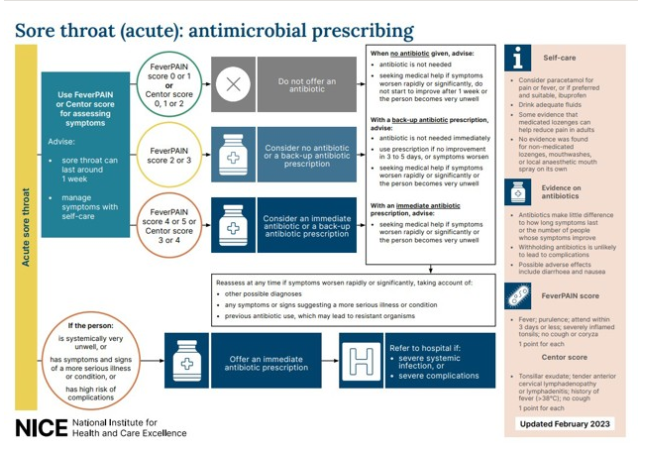 Sore throat (acute): antimicrobial prescribing
Acute sore throat
Use FeverPAIN
or Centor score
for assessing
symptoms
Advise:
• sore throat can
last around
1 week
• manage
symptoms with
self-care
FeverPAIN
score 0 or 1
or
Centor score
0, 1 or 2
Do not offer an
antibiotic
FeverPAIN
score 2 or 3
Consider no antibiotic
or a back-up antibiotic
prescription
FeverPAIN
score 4 or 5 or
Centor score
3 or 4
Consider an immediate
antibiotic or a back-up
antibiotic prescription
When no antibiotic given, advise:
• antibiotic is not needed
• seeking medical help if symptoms
worsen rapidly or significantly, do
not start to improve after 1 week or
the person becomes very unwell
With a back-up antibiotic prescription,
advise:
• antibiotic is not needed immediately
• use prescription if no improvement
in 3 to 5 days, or symptoms worsen
• seeking medical help if symptoms
worsen rapidly or significantly or
the person becomes very unwell
With an immediate antibiotic
prescription, advise:
• seeking medical help if symptoms
worsen rapidly or significantly or
the person becomes very unwell
Reassess at any time if symptoms worsen rapidly or significantly, taking account of:
• other possible diagnoses
• any symptoms or signs suggesting a more serious illness or condition
• previous antibiotic use, which may lead to resistant organisms
If the person:
is systemically very
unwell, or
has symptoms and signs
of a more serious illness
or condition, or
has high risk of
complications
Offer an immediate
antibiotic prescription
H
Refer to hospital if:
• severe systemic
infection, or
• severe complications
Self-care
• Consider paracetamol for
pain or fever, or if preferred
and suitable, ibuprofen
• Drink adequate fluids
• Some evidence that
medicated lozenges can
help reduce pain in adults
• No evidence was found
for non-medicated
lozenges, mouthwashes,
or local anaesthetic mouth
spray on its own
Evidence on
antibiotics
• Antibiotics make little difference
to how long symptoms last
or the number of people
whose symptoms improve
• Withholding antibiotics is unlikely
to lead to complications
• Possible adverse effects
include diarrhoea and nausea
FeverPAIN score
• Fever; purulence; attend within
3 days or less; severely inflamed
tonsils; no cough or coryza
1 point for each
Centor score
• Tonsillar exudate; tender anterior
cervical lymphadenopathy
or lymphadenitis; history of
fever (>38°C); no cough
1 point for each
Updated February 2023
NICE National Institute for
Health and Care Excellence